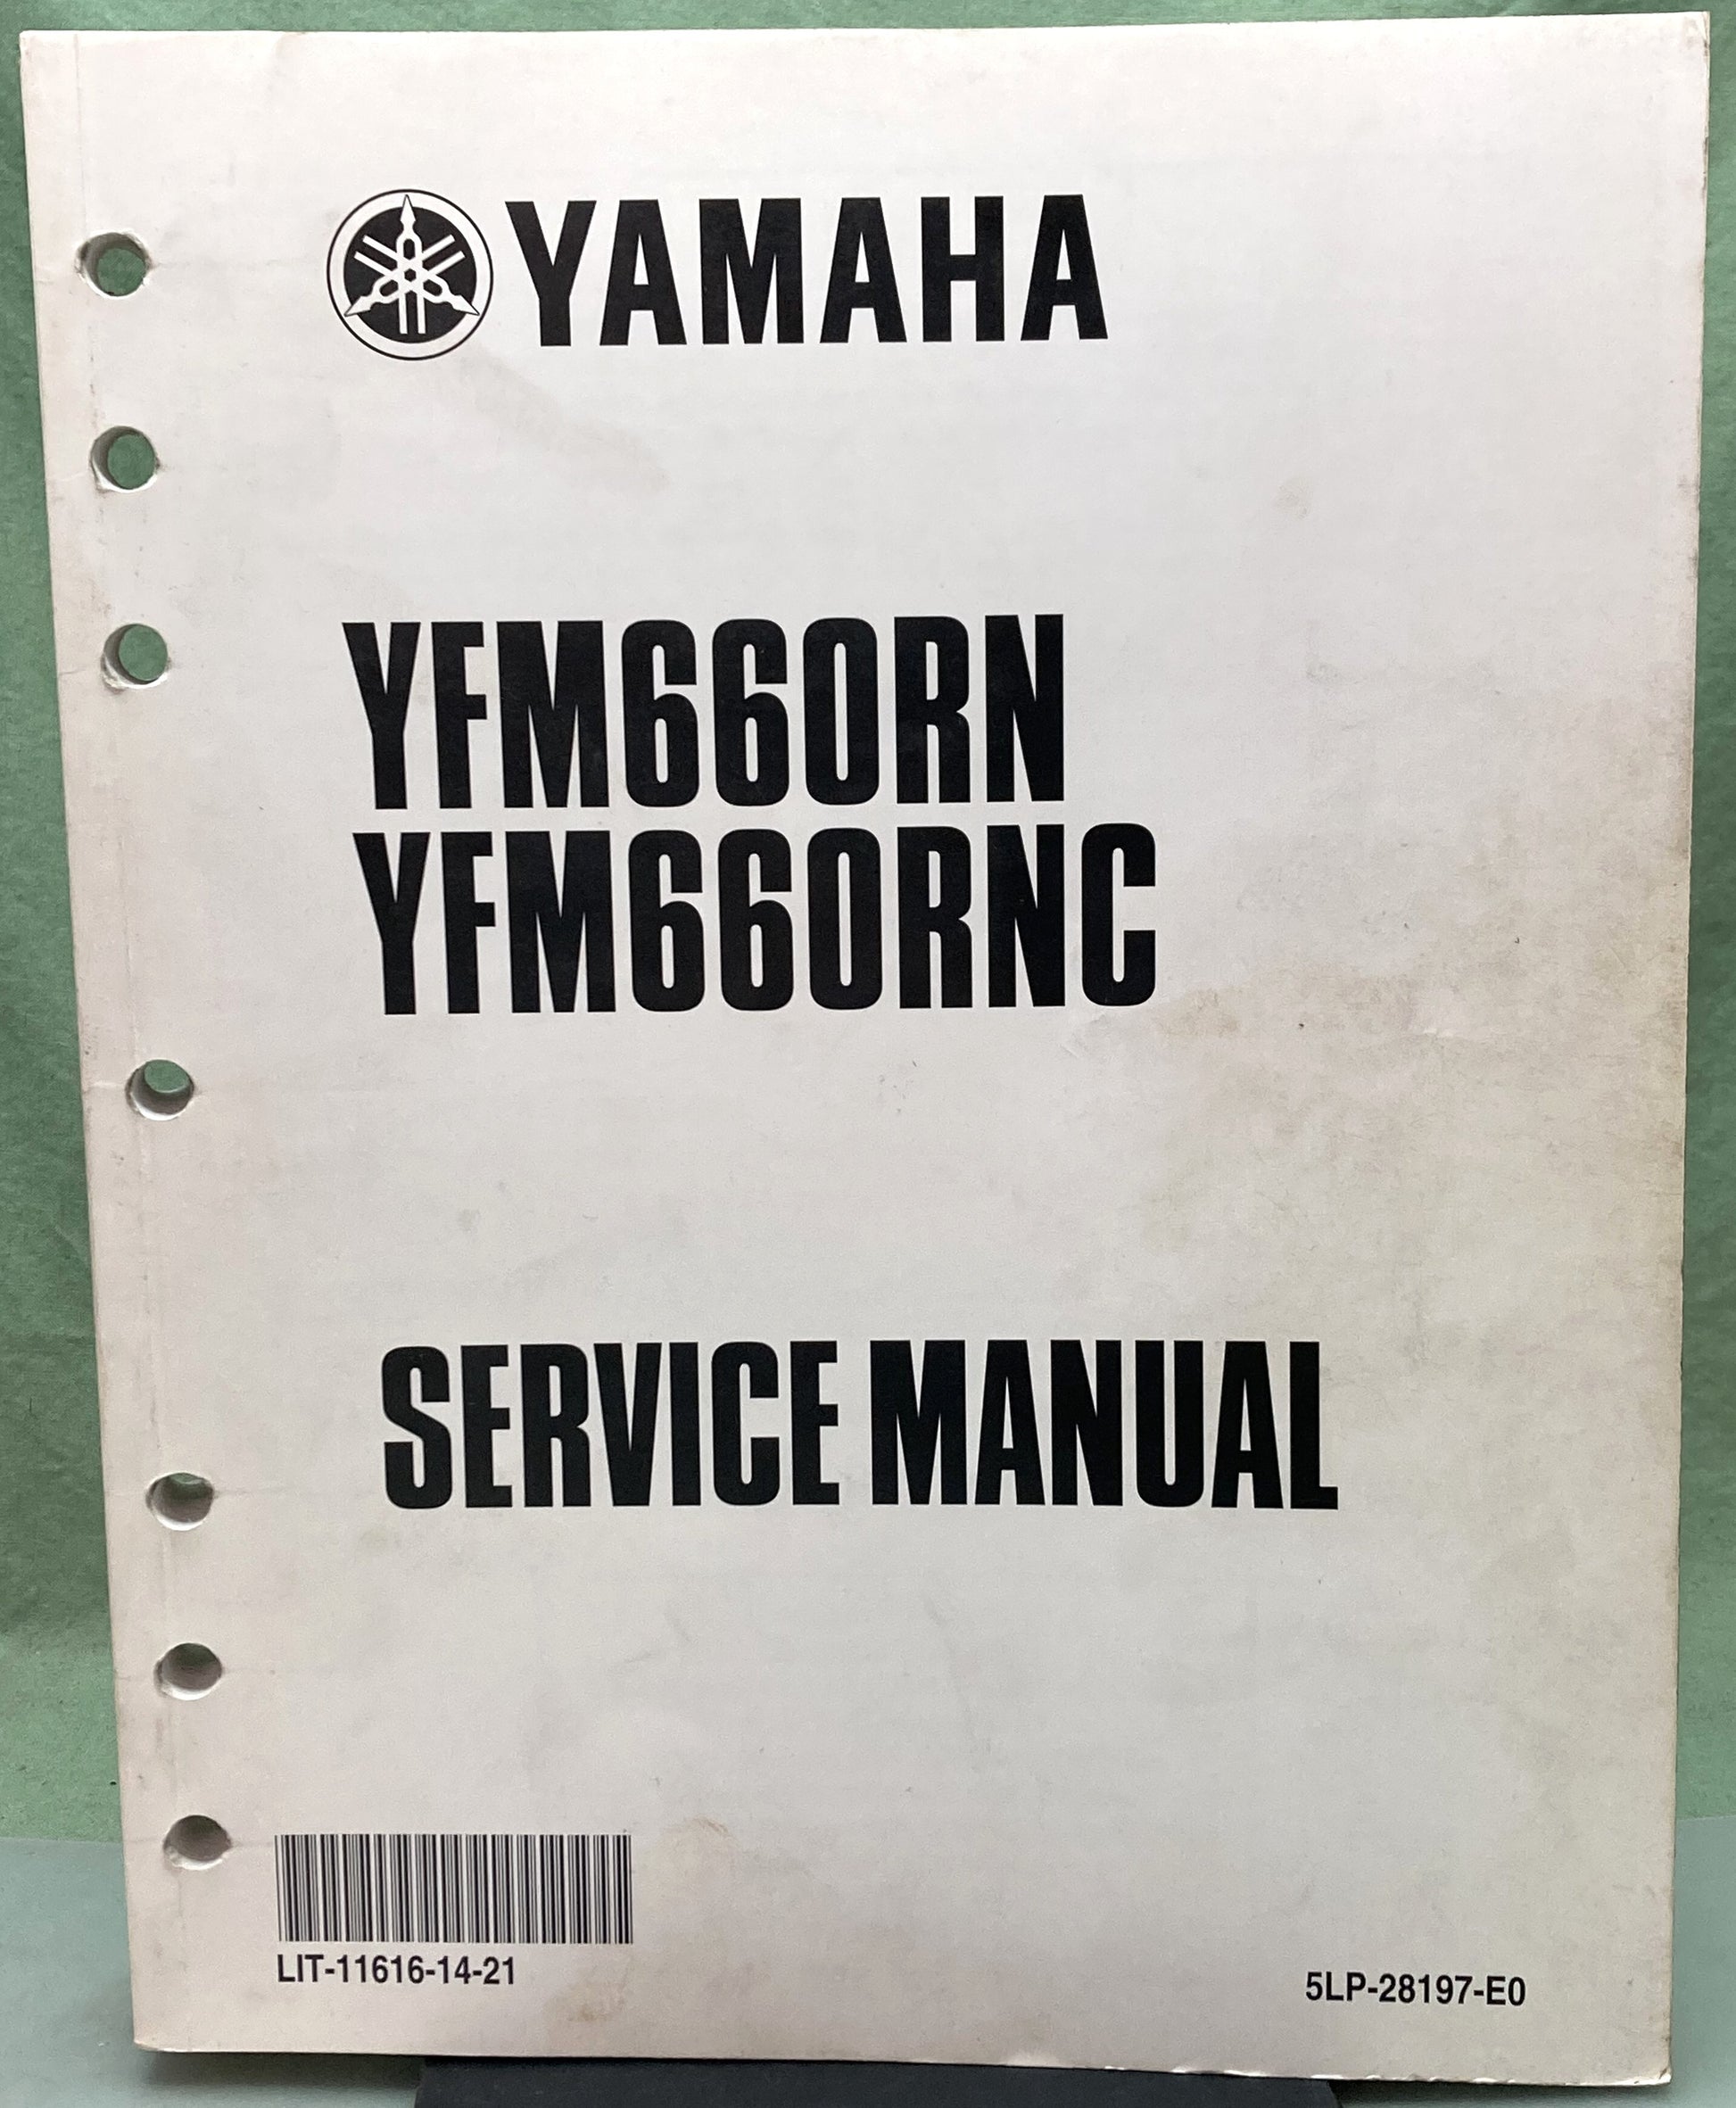 YAMAHA
YFM660RN
YFM660RNC
SERVICE MANUAL
LIT-11616-14-21
5LP-28197-E0